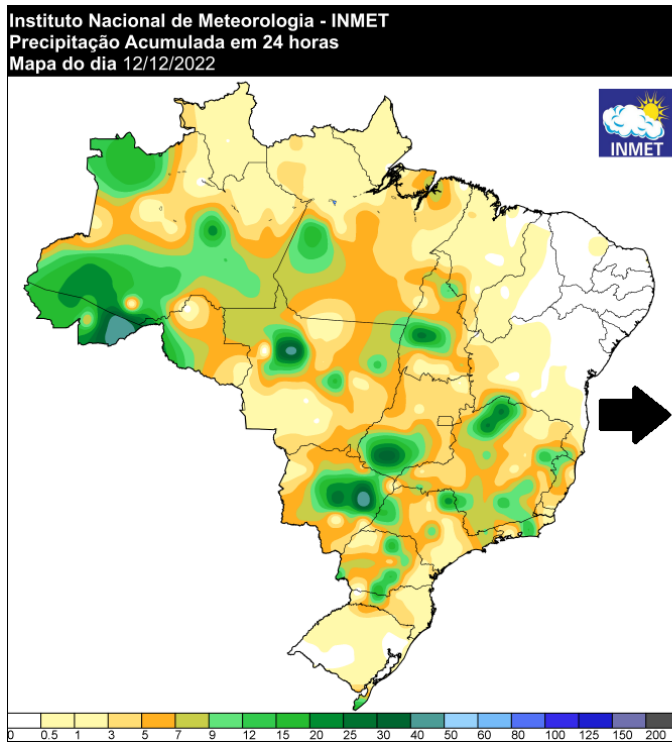 Instituto Nacional de Meteorologia - INMET
Precipitação Acumulada em 24 horas
Mapa do dia 12/12/2022
INMET
0 0.5 1 3 5 7 9 12 15 20 25 30 40 50 60 80 100 125 150 200